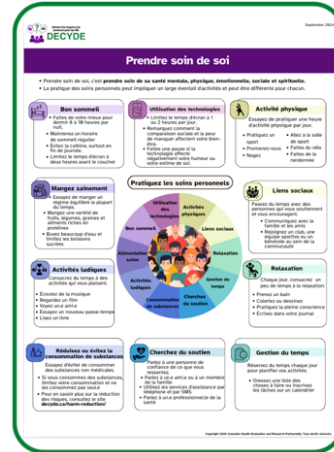 September 2024
DECYDE
Prendre soin de soi
• Prendre soin de soi, c'est prendre soin de sa santé mentale, physique, émotionnelle, sociale et spirituelle.
• La pratique des soins personnels peut impliquer un large éventail d'activités et peut être différente pour chacun.
Bon sommeil
• Faites de votre mieux pour dormir 8 à 10 heures par nuit.
• Maintenez un horaire de sommeil régulier
• Évitez la caféine, surtout en fin de journée.
• Limitez le temps d'écran à deux heures avant le coucher
Utilisation des technologies
• Limitez le temps d'écran à 1 ou 2 heures par jour.
• Remarquez comment la comparaison sociale et la peur de manquer affectent votre bien-être.
• Faites une pause si la technologie affecte négativement votre humeur ou votre estime de soi.
Activité physique
Essayez de pratiquer une heure d'activité physique par jour.
• Pratiquez un sport
• Promenez-vous
• Nagez
• Allez à la salle de sport
• Faites du vélo
• Faites de la randonnée
Mangez sainement
Essayez de manger un régime équilibré la plupart du temps.
• Mangez une variété de fruits, légumes, graines et aliments riches en protéines
• Buvez beaucoup d'eau et limitez les boissons sucrées
Pratiquez les soins personnels
Utilisation des technologies
Activités physiques
Liens sociaux
Relaxation
Gestion du temps
Cherchez du soutien
Consommation de substances
Activités ludiques
Alimentation saine
Bon sommeil
Liens sociaux
Passez du temps avec des personnes qui vous soutiennent et vous encouragent.
• Communiquez avec la famille et les amis
• Rejoignez un club, une équipe sportive ou un bénévole au sein de la communauté
Activités ludiques
Consacrez du temps à des activités qui vous plaisent.
• Écoutez de la musique
• Regardez un film
• Voyez un.e ami.e
• Essayez un nouveau passe-temps
• Lisez un livre
Relaxation
Chaque jour, consacrez un peu de temps à la relaxation.
• Prenez un bain
• Coloriez ou dessinez
• Pratiquez la pleine conscience
• Écrivez dans votre journal
Réduisez ou évitez la consommation de substances
Essayez d'éviter de consommer des substances non médicales.
• Si vous consommez des substances, limitez votre consommation et ne les consommez pas seul.e
• Pour en savoir plus sur la réduction des risques, consultez le site decyde.ca/harm-reduction/
Cherchez du soutien
Parlez à une personne de confiance de ce que vous ressentez.
• Parlez à un.e ami.e ou à un membre de la famille
• Utilisez les services d'assistance par téléphone et par SMS
• Parlez à un.e professionnel.le de la santé
Gestion du temps
Réservez du temps chaque jour pour planifier vos activités.
• Dressez une liste des choses à faire ou inscrivez les tâches sur un calendrier
Copyright 2024. Cannabis Health Evaluation and Research Partnership. Tous droits réservés.